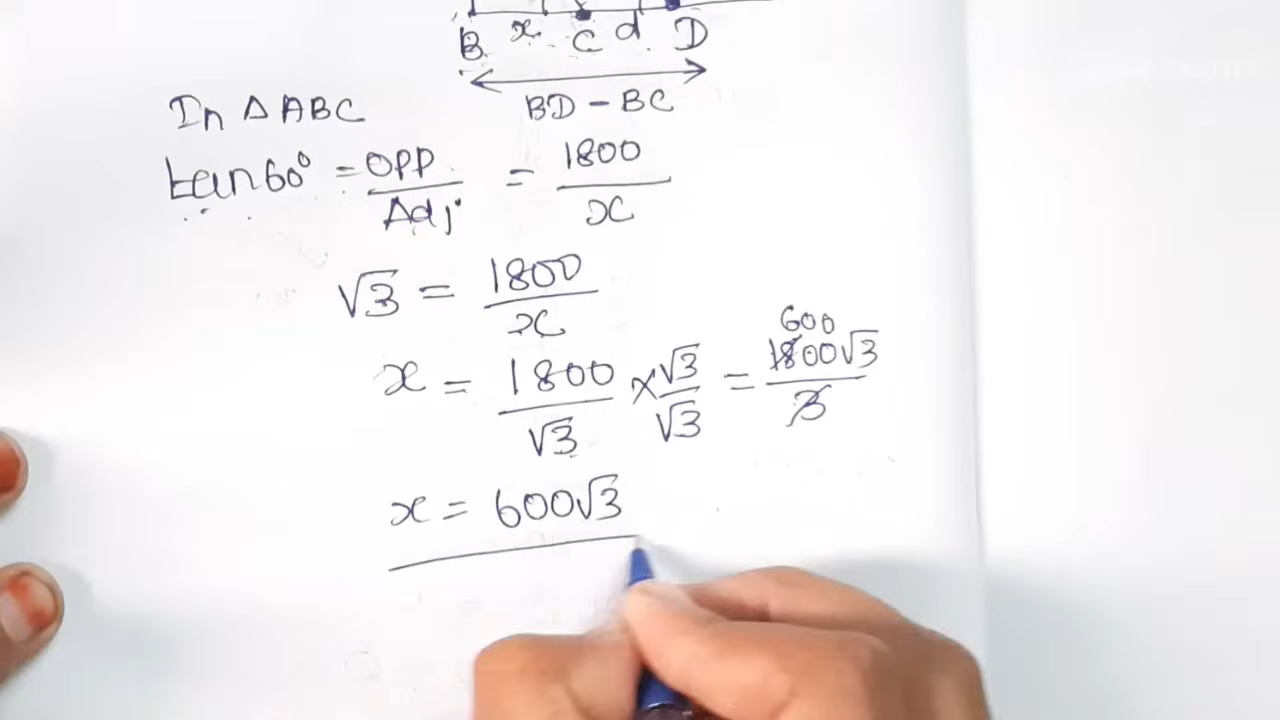 B x C d D
BD - BC
In Δ ABC
tan60° = opp/Adj = 1800/x
√3 = 1800/x
x = 1800/√3 × √3/√3 = 600 1800√3/3
x = 600√3